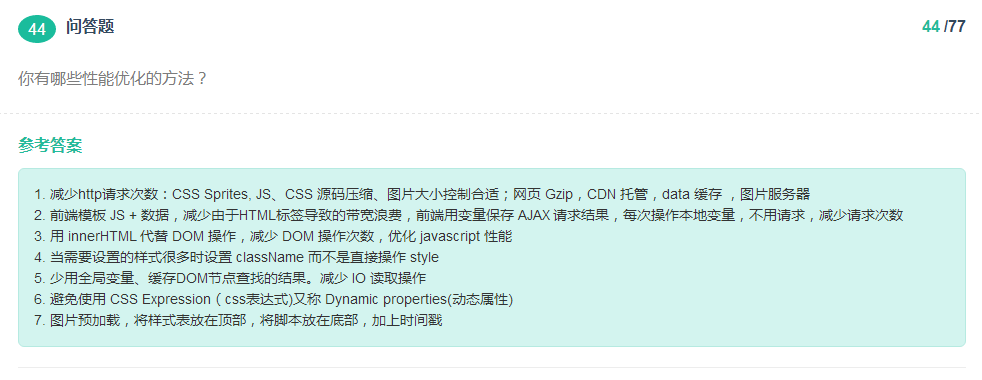 44 问答题 44 /77
你有哪些性能优化的方法？
参考答案
1. 减少http请求次数：CSS Sprites, JS、CSS 源码压缩、图片大小控制合适；网页 Gzip，CDN 托管，data 缓存 ，图片服务器
2. 前端模板 JS + 数据，减少由于HTML标签导致的带宽浪费，前端用变量保存 AJAX 请求结果，每次操作本地变量，不用请求，减少请求次数
3. 用 innerHTML 代替 DOM 操作，减少 DOM 操作次数，优化 javascript 性能
4. 当需要设置的样式很多时设置 className 而不是直接操作 style
5. 少用全局变量、缓存DOM节点查找的结果。减少 IO 读取操作
6. 避免使用 CSS Expression（css表达式)又称 Dynamic properties(动态属性)
7. 图片预加载，将样式表放在顶部，将脚本放在底部，加上时间戳